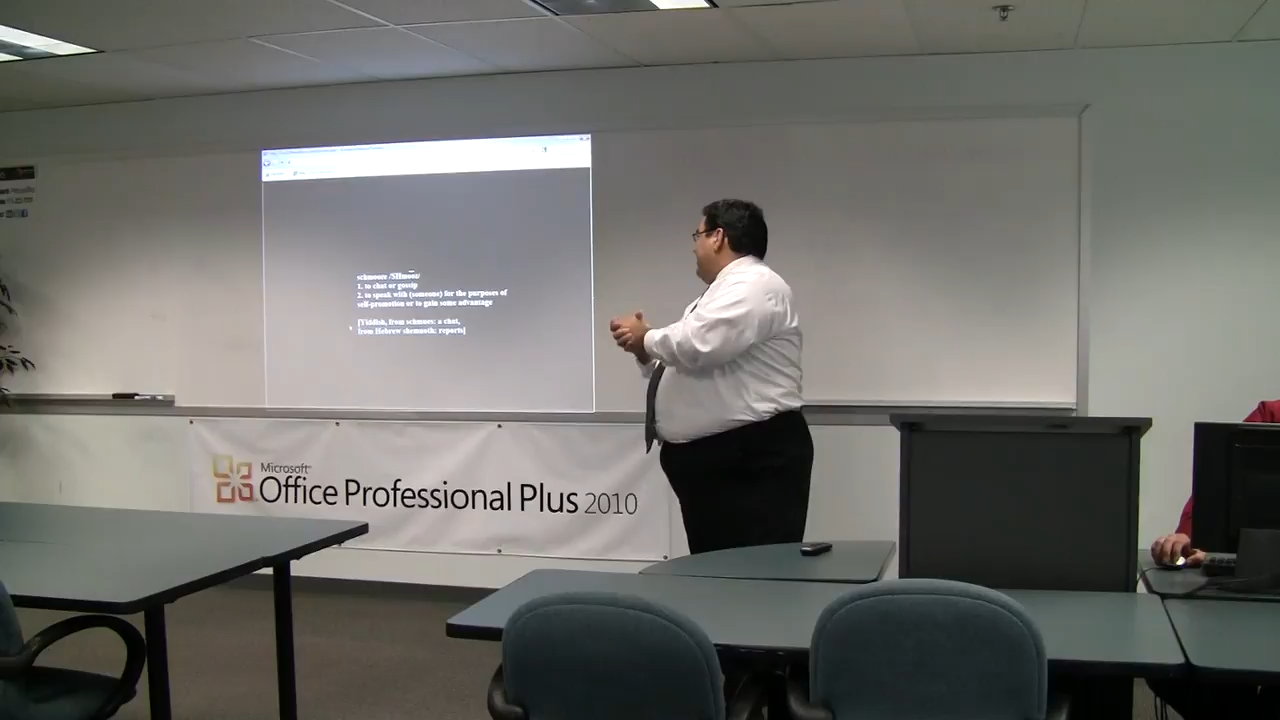 schmooze /SHmooz/
1. to chat or gossip
2. to speak with (someone) for the purposes of
self-promotion or to gain some advantage
[Yiddish, from schmues: a chat,
from Hebrew shemuoth: reports]
Microsoft
Office Professional Plus 2010